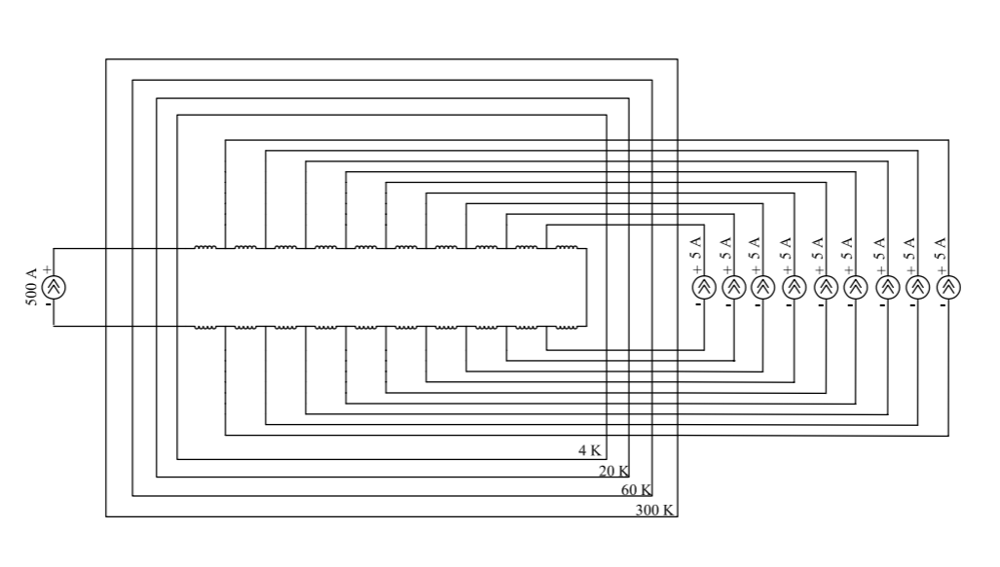 500 A
+
-
+ 5 A
-
+ 5 A
-
+ 5 A
-
+ 5 A
-
+ 5 A
-
+ 5 A
-
+ 5 A
-
+ 5 A
-
+ 5 A
-
4 K
20 K
60 K
300 K